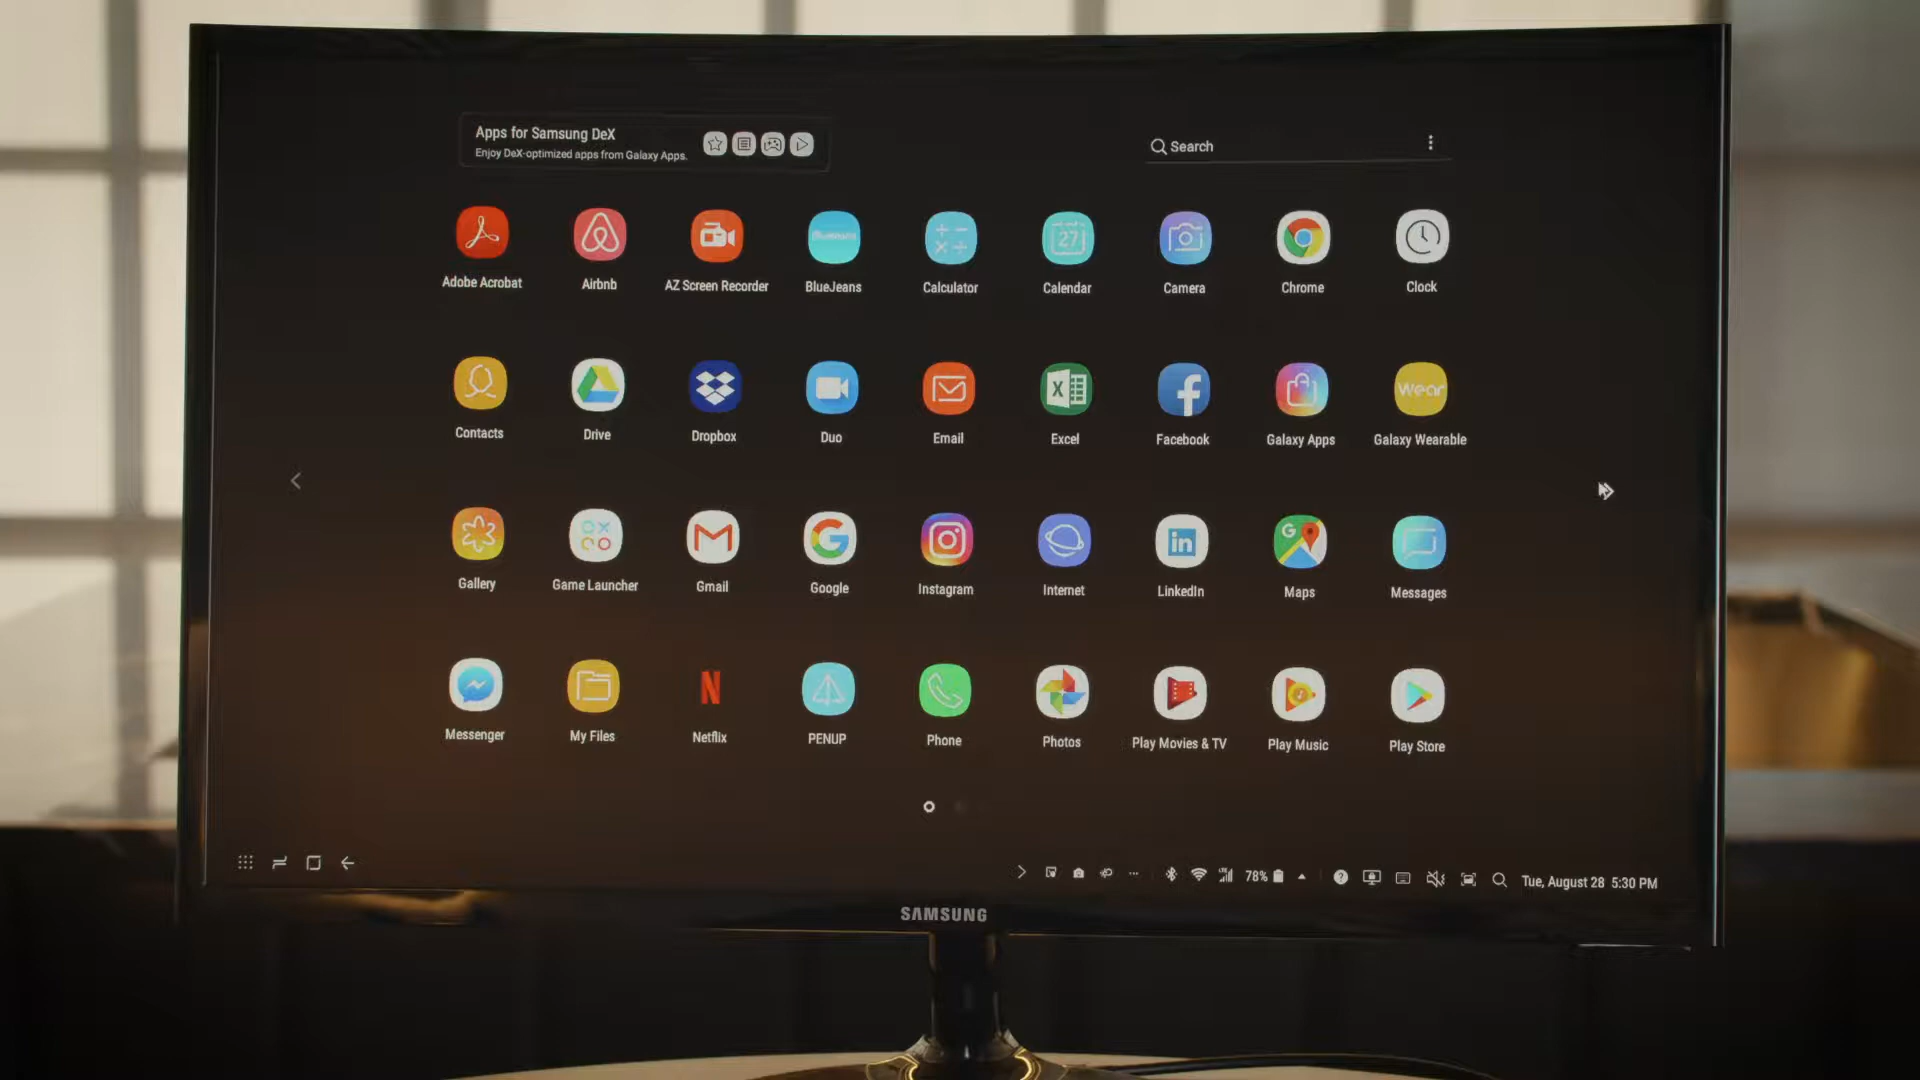 Apps for Samsung DeX
Enjoy DeX-optimized apps from Galaxy Apps.
Search
27
Adobe Acrobat
Airbnb
AZ Screen Recorder
BlueJeans
Calculator
Calendar
Camera
Chrome
Clock
X
Wear
Contacts
Drive
Dropbox
Duo
Email
Excel
Facebook
Galaxy Apps
Galaxy Wearable
in
G
Gallery
Game Launcher
Gmail
Google
Instagram
Internet
LinkedIn
Maps
Messages
Messenger
My Files
Netflix
PENUP
Phone
Photos
Play Movies & TV
Play Music
Play Store
78%
Tue, August 28 5:30 PM
SAMSUNG